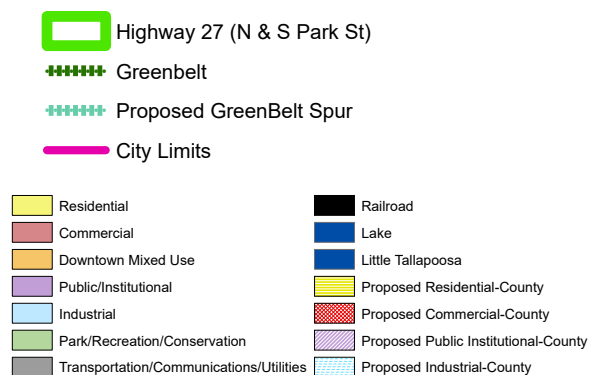 Highway 27 (N & S Park St)
Greenbelt
Proposed GreenBelt Spur
City Limits
Residential
Commercial
Downtown Mixed Use
Public/Institutional
Industrial
Park/Recreation/Conservation
Transportation/Communications/Utilities
Railroad
Lake
Little Tallapoosa
Proposed Residential-County
Proposed Commercial-County
Proposed Public Institutional-County
Proposed Industrial-County